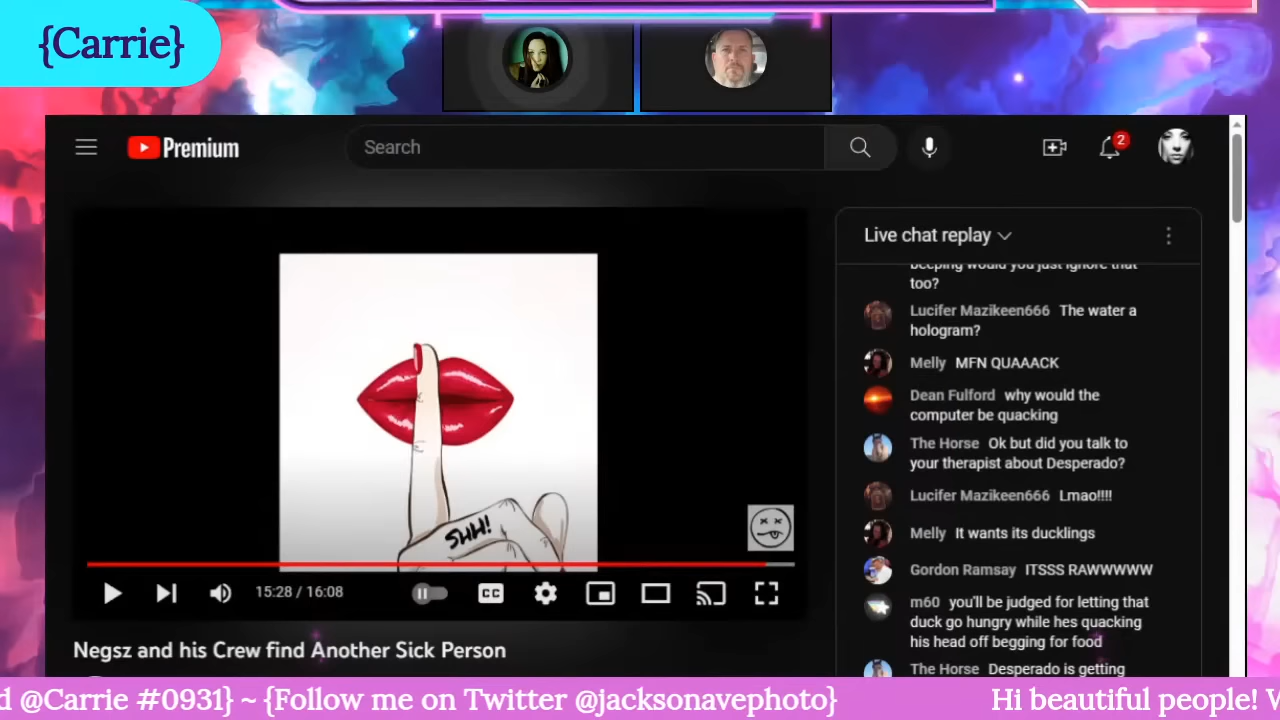 {Carrie}
Premium
Search
2
Live chat replay
beeping would you just ignore that
too?
Lucifer Mazikeen666 The water a
hologram?
Melly MFN QUAAACK
Dean Fulford why would the
computer be quacking
The Horse Ok but did you talk to
your therapist about Desperado?
Lucifer Mazikeen666 Lmao!!!!
Melly It wants its ducklings
Gordon Ramsay ITSSS RAWWWWW
m60 you'll be judged for letting that
duck go hungry while hes quacking
his head off begging for food
The Horse Desperado is getting
SHH!
15:28 / 16:08
CC
Negsz and his Crew find Another Sick Person
d @Carrie #0931} ~ {Follow me on Twitter @jacksonavephoto} Hi beautiful people!